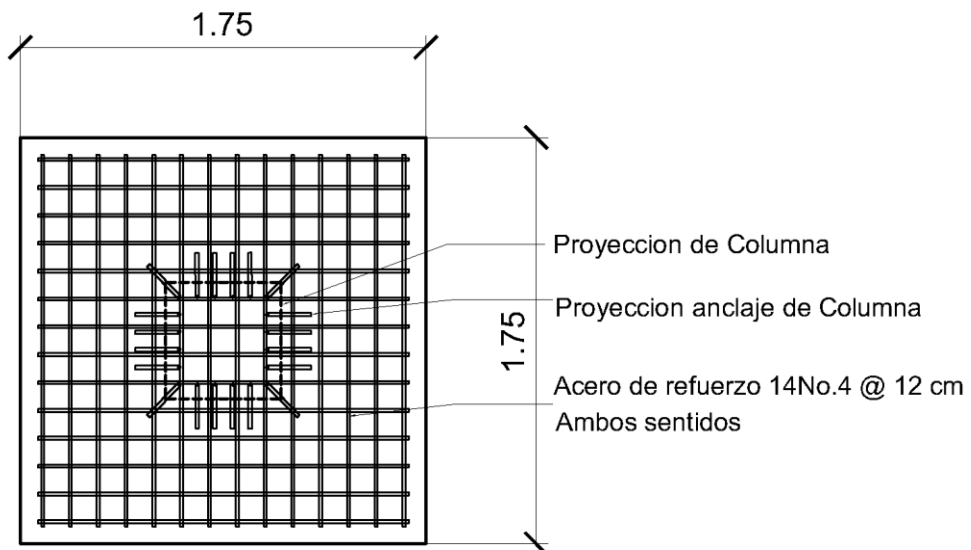 1.75
Proyeccion de Columna
Proyeccion anclaje de Columna
1.75
Acero de refuerzo 14No.4 @ 12 cm
Ambos sentidos